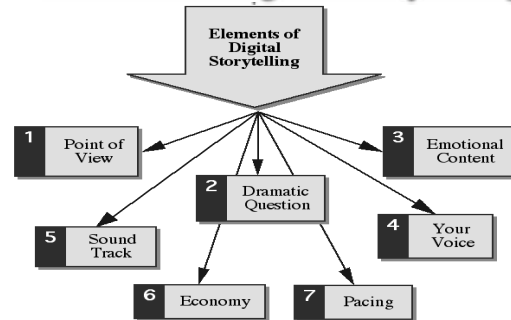 Elements of
Digital
Storytelling
1
Point of
View
3
Emotional
Content
2
Dramatic
Question
5
Sound
Track
4
Your
Voice
6
Economy
7
Pacing